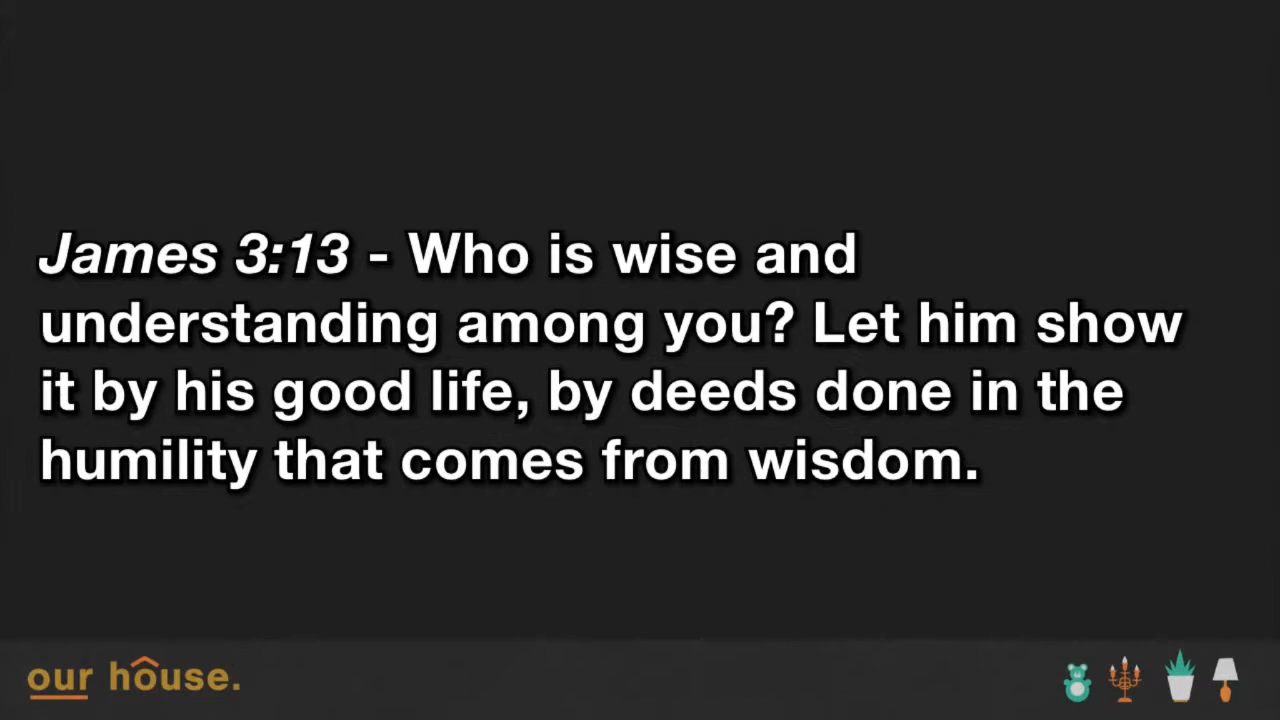 James 3:13 - Who is wise and
understanding among you? Let him show
it by his good life, by deeds done in the
humility that comes from wisdom.
our house.